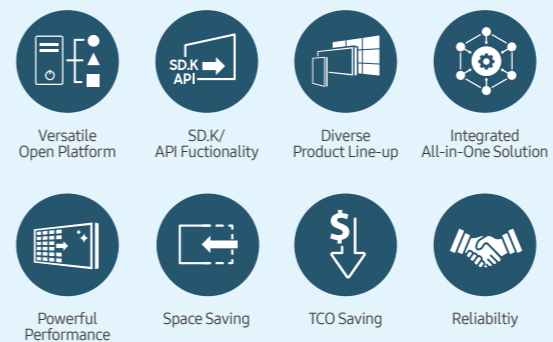 SD.K
API
Versatile
Open Platform
SD.K/
API Fuctionality
Diverse
Product Line-up
Integrated
All-in-One Solution
$
Powerful
Performance
Space Saving
TCO Saving
Reliabiltiy